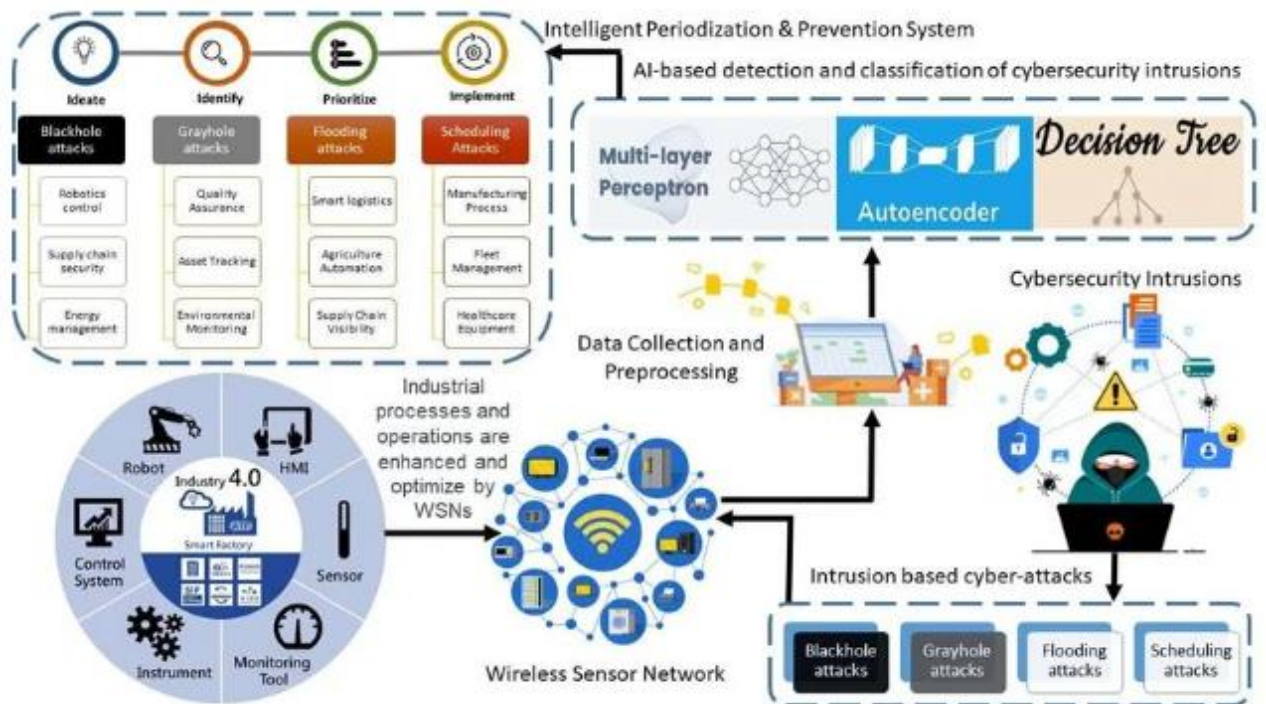 Intelligent Periodization & Prevention System
AI-based detection and classification of cybersecurity intrusions
Ideate
Identify
Prioritize
Implement
Blackhole
attacks
Grayhole
attacks
Flooding
attacks
Scheduling
Attacks
Robotics
control
Quality
Assurance
Smart logistics
Manufacturing
Process
Supply chain
security
Asset Tracking
Agriculture
Automation
Fleet
Management
Energy
management
Environmental
Monitoring
Supply Chain
Visibility
Healthcare
Equipment
Multi-layer
Perceptron
Autoencoder
Decision Tree
Cybersecurity Intrusions
Data Collection and
Preprocessing
Industrial
processes and
operations are
enhanced and
optimize by
WSNs
Robot
HMI
Industry 4.0
Smart Factory
Control
System
Sensor
Instrument
Monitoring
Tool
Wireless Sensor Network
Intrusion based cyber-attacks
Blackhole
attacks
Grayhole
attacks
Flooding
attacks
Scheduling
attacks